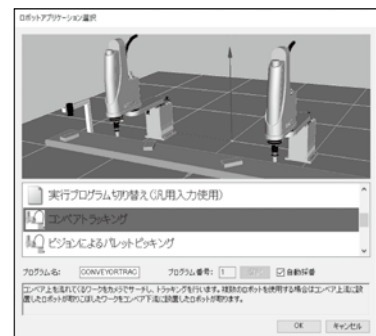 ロボットアプリケーション選択
実行プログラム切り替え(汎用入力使用)
コンベアトラッキング
ビジョンによるパレットピッキング
プログラム名: CONVEYORTRAC プログラム番号: 1 自動採番
コンベア上を流れてくるワークをカメラでサーチし、トラッキングを行います。複数のロボットを使用する場合はコンベア上流に設
置したロボットが取りこぼしたワークをコンベア下流に設置したロボットが取ります。
OK キャンセル